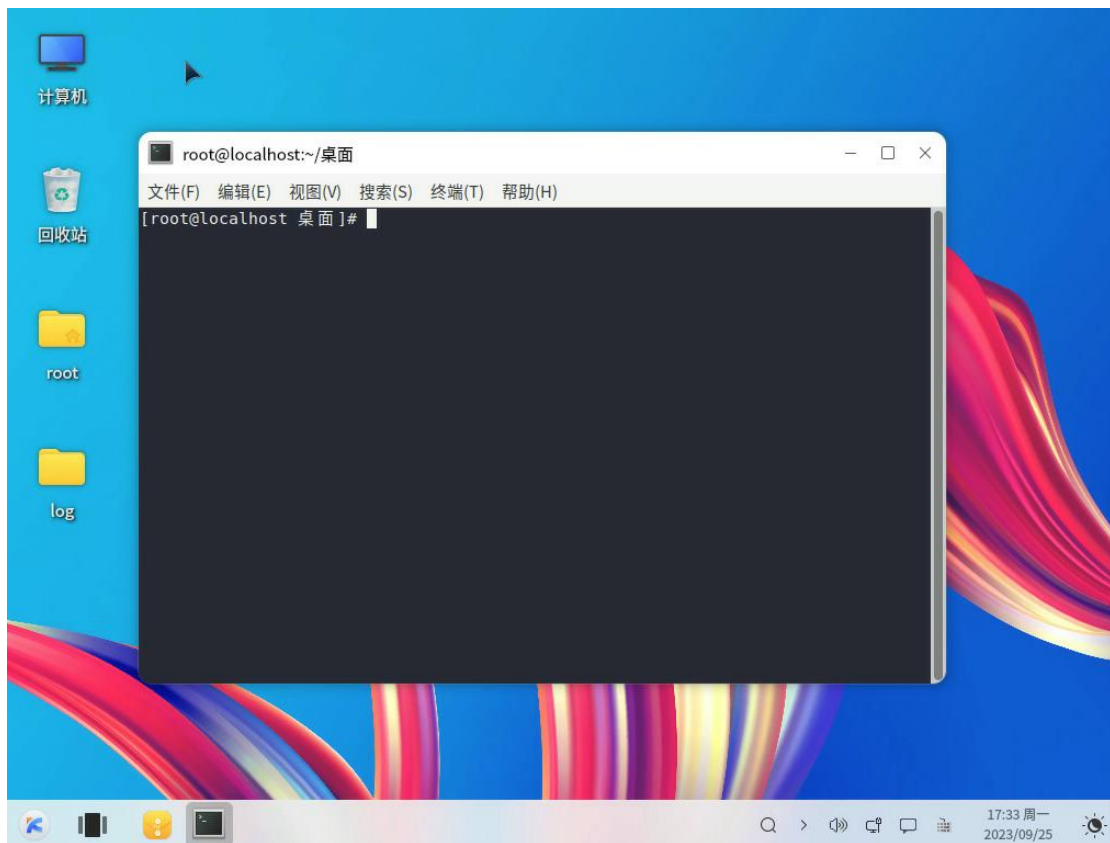 计算机
回收站
root
log
root@localhost:~/桌面
文件(F) 编辑(E) 视图(V) 搜索(S) 终端(T) 帮助(H)
[root@localhost 桌面]#
17:33 周一
2023/09/25